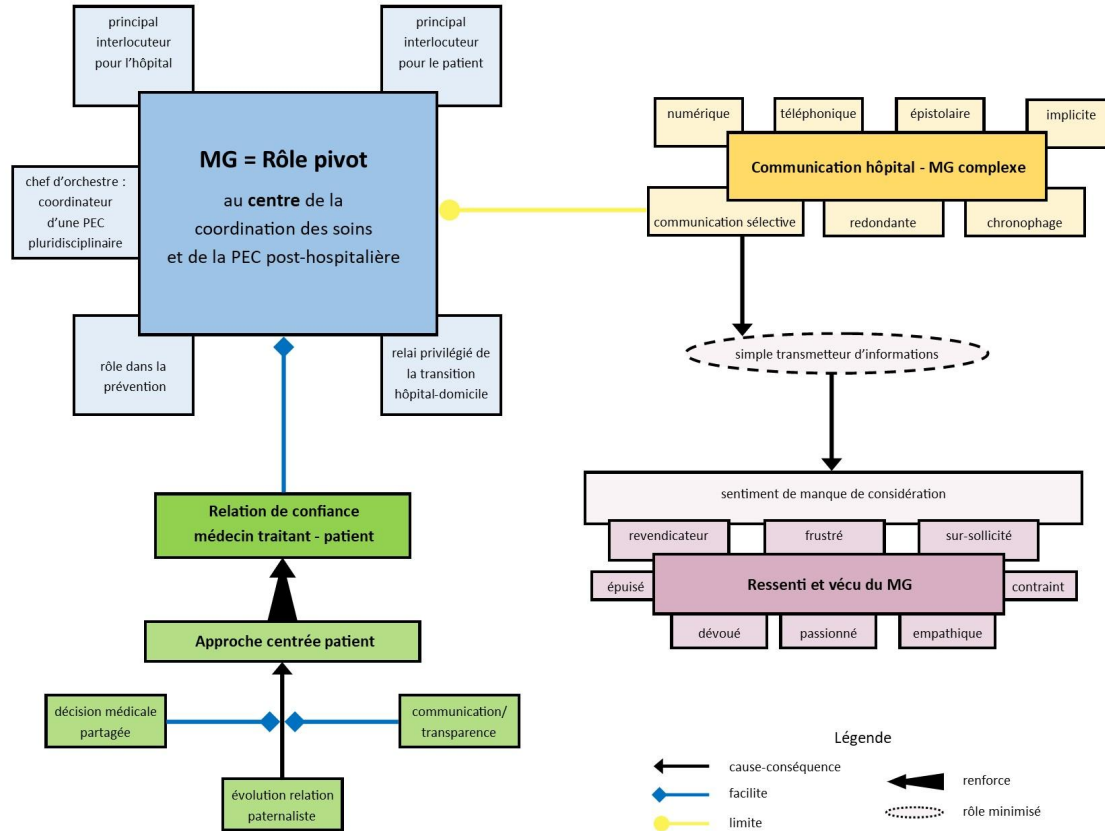 principal
interlocuteur
pour l'hôpital
principal
interlocuteur
pour le patient
MG = Rôle pivot
au centre de la
coordination des soins
et de la PEC post-hospitalière
chef d'orchestre :
coordinateur
d'une PEC
pluridisciplinaire
rôle dans la
prévention
relai privilégié de
la transition
hôpital-domicile
numérique
téléphonique
épistolaire
implicite
Communication hôpital - MG complexe
communication sélective
redondante
chronophage
simple transmetteur d'informations
sentiment de manque de considération
revendicateur
frustré
sur-sollicité
épuisé
Ressenti et vécu du MG
contraint
dévoué
passionné
empathique
Relation de confiance
médecin traitant - patient
Approche centrée patient
décision médicale
partagée
communication/
transparence
évolution relation
paternaliste
Légende
cause-conséquence
facilite
limite
renforce
rôle minimisé